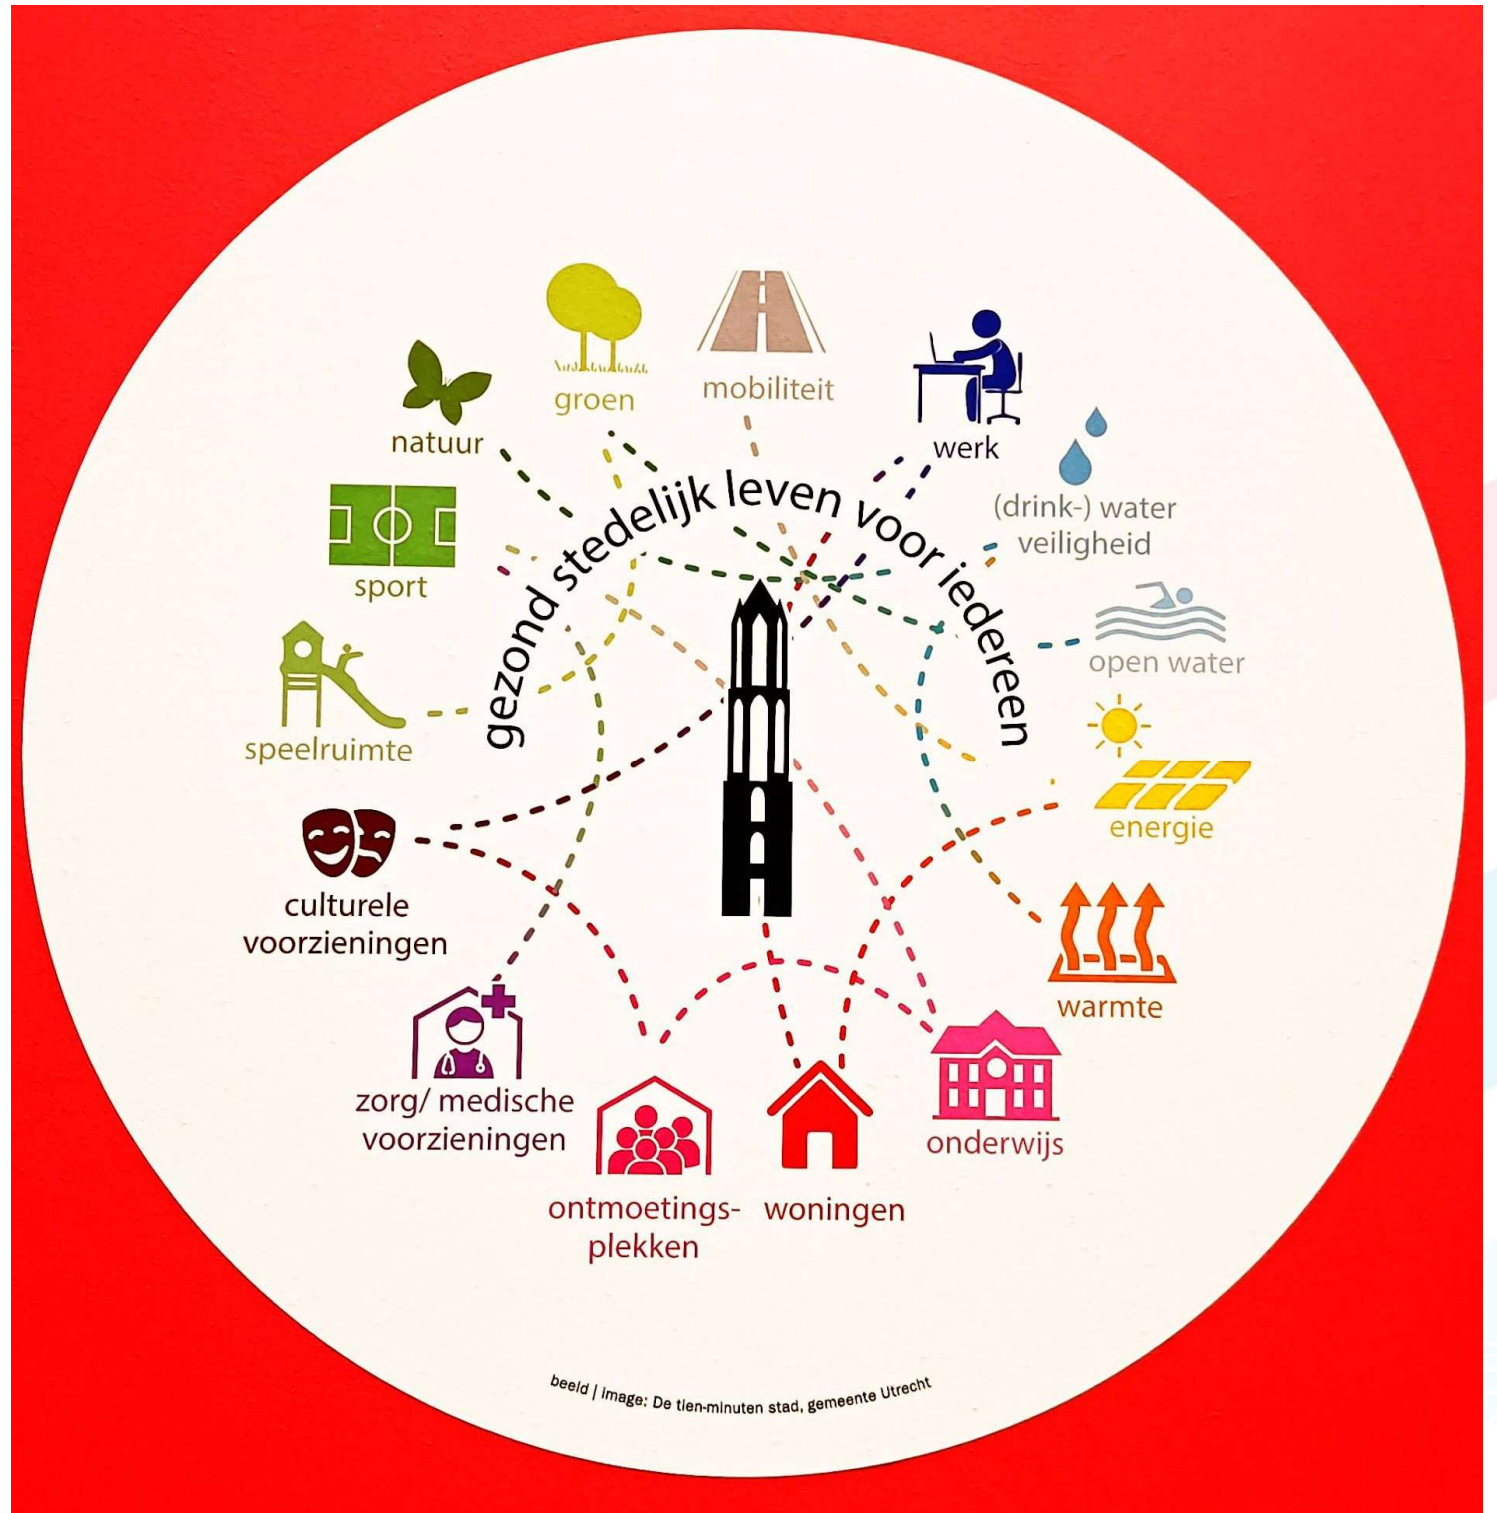 groen
mobiliteit
natuur
werk
(drink-) water
veiligheid
sport
open water
speelruimte
energie
culturele
voorzieningen
warmte
zorg/ medische
voorzieningen
onderwijs
ontmoetings-
plekken
woningen
gezond stedelijk leven voor iedereen
beeld | image: De tien-minuten stad, gemeente Utrecht